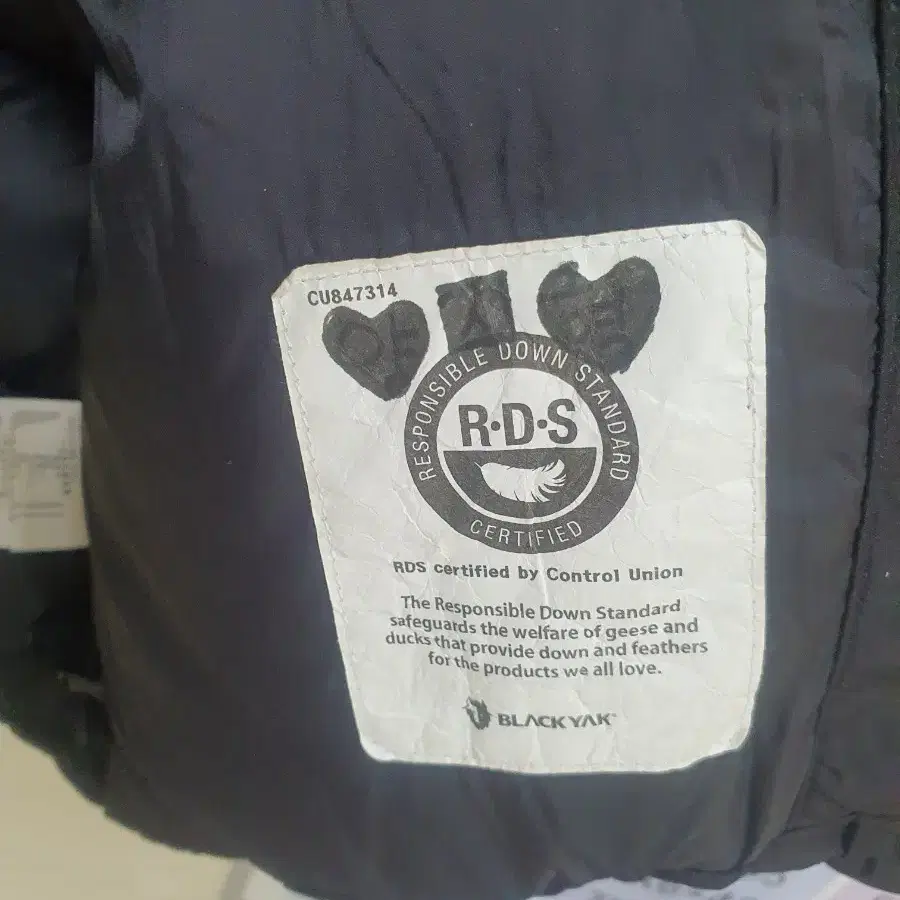 CU847314
RESPONSIBLE DOWN STANDARD
R·D·S
CERTIFIED
RDS certified by Control Union
The Responsible Down Standard
safeguards the welfare of geese and
ducks that provide down and feathers
for the products we all love.
BLACKYAK